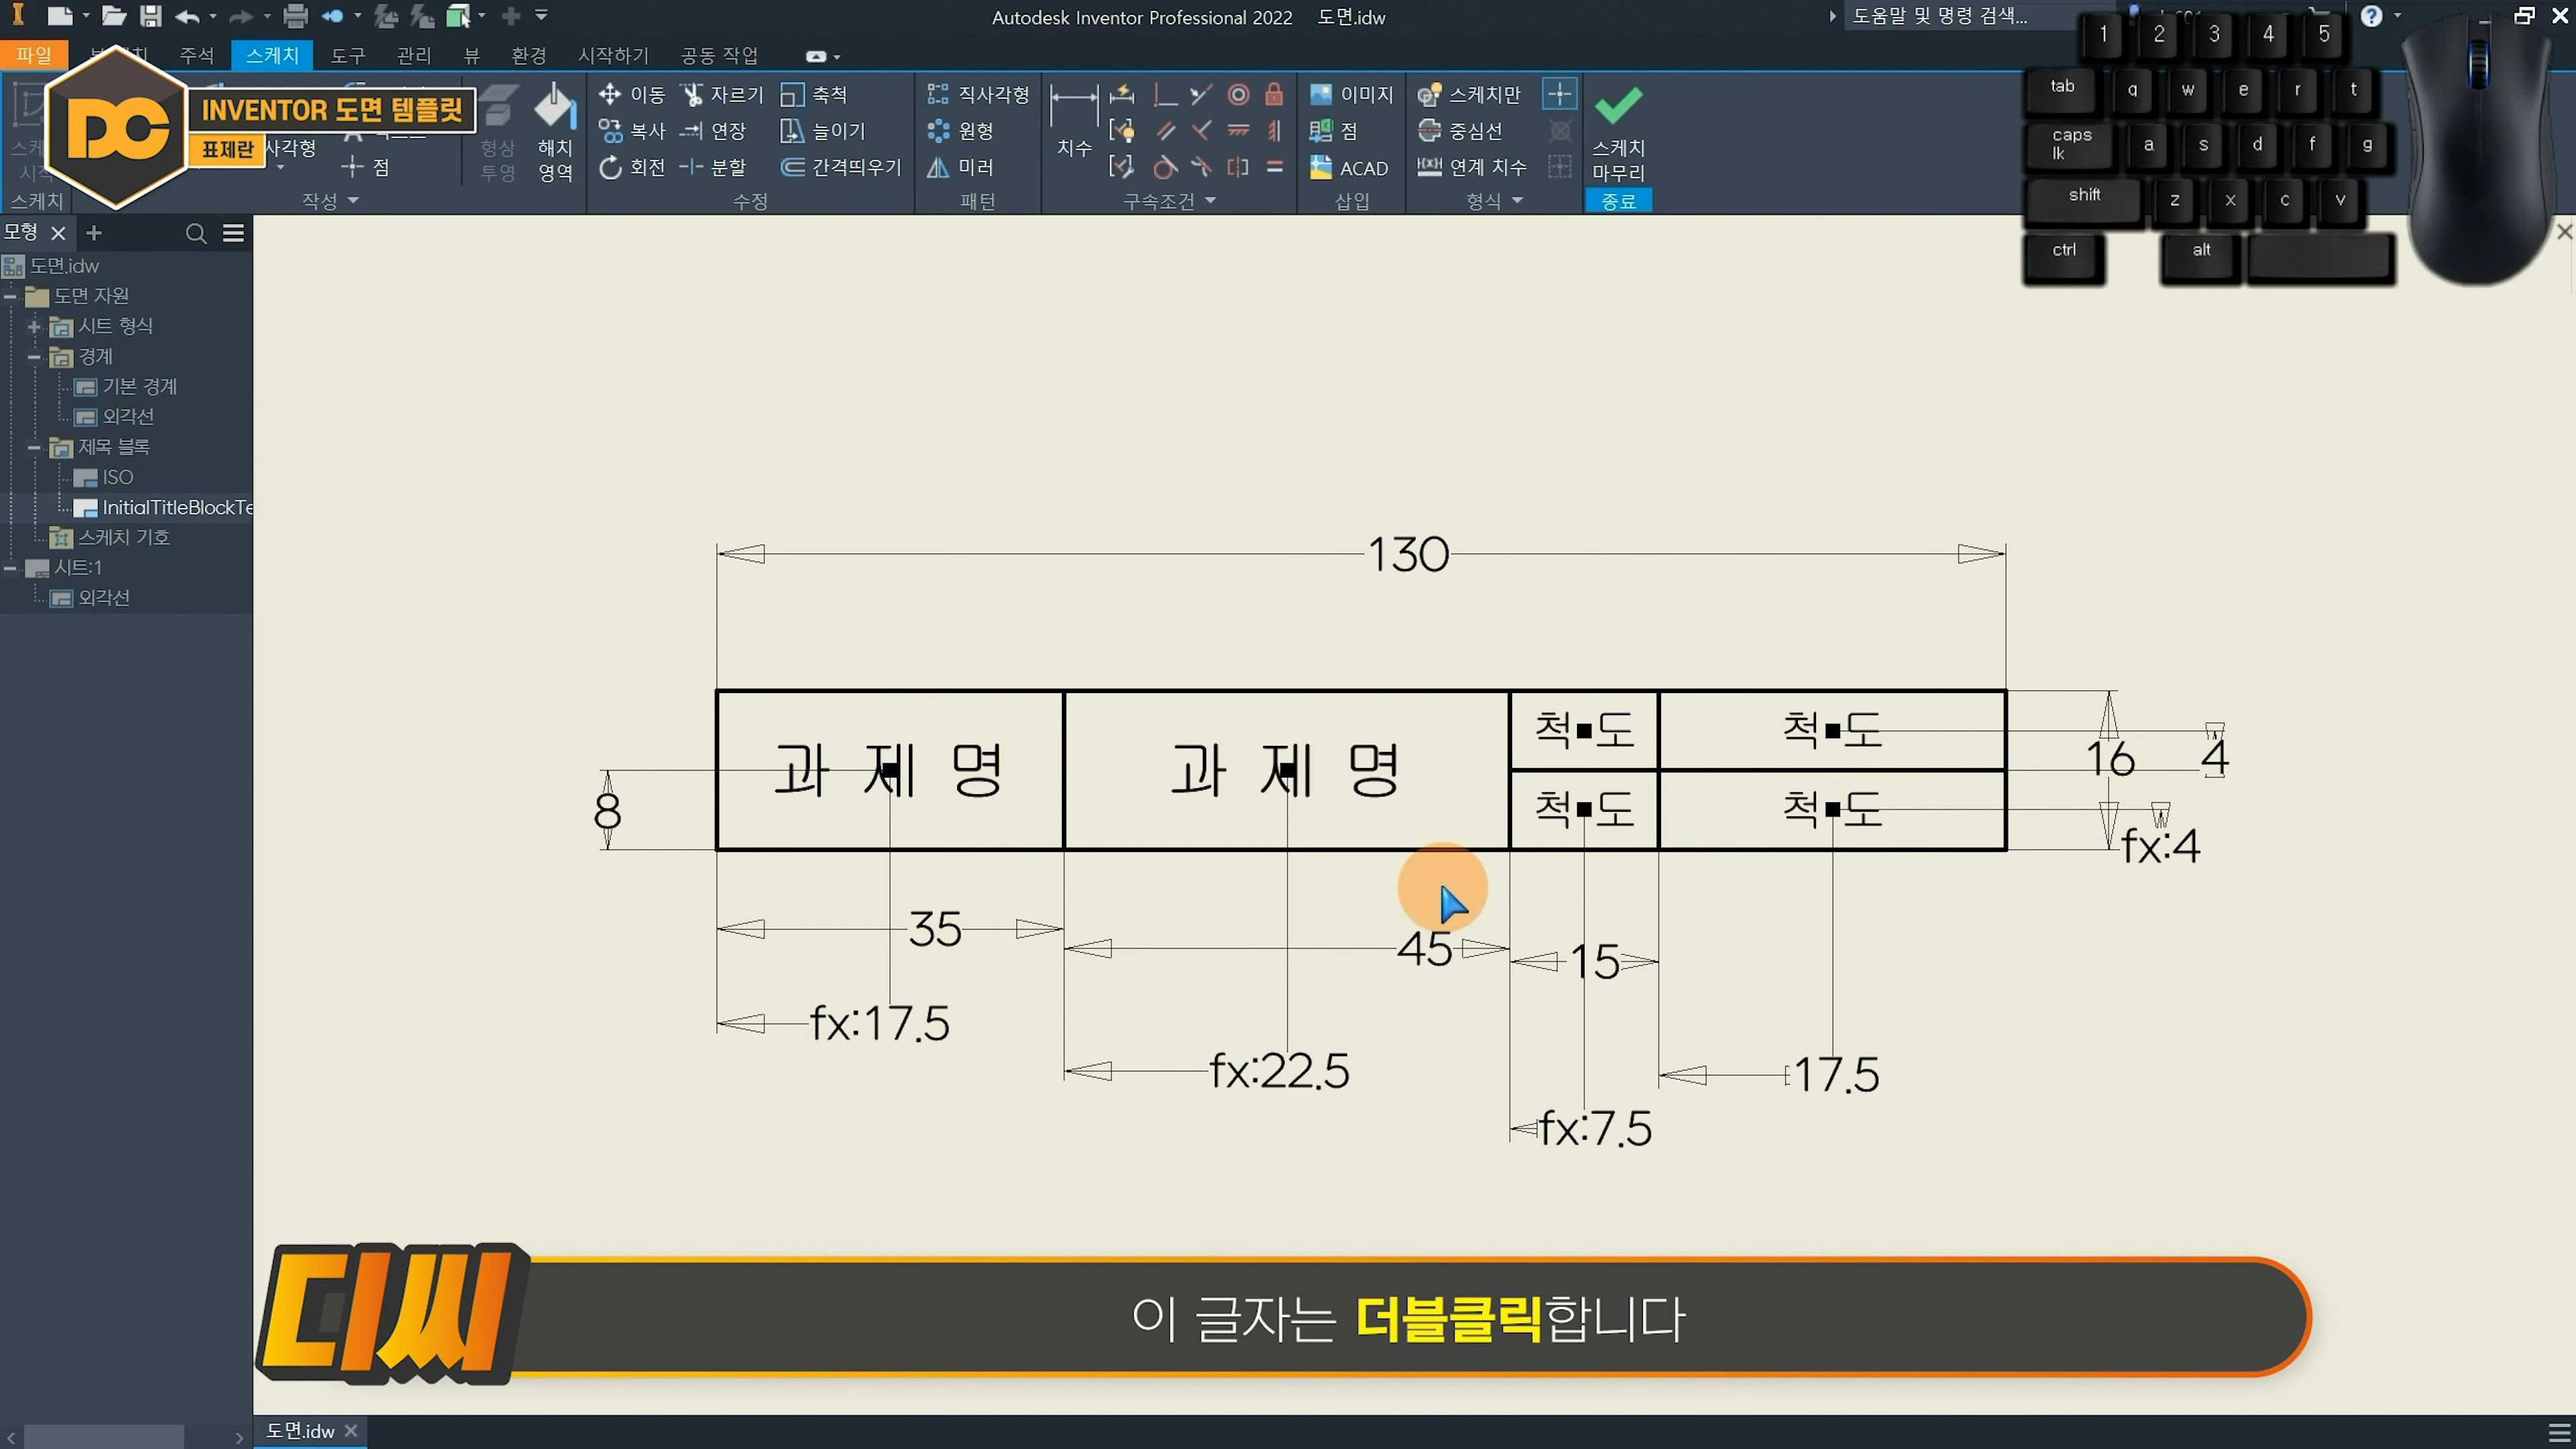 Autodesk Inventor Professional 2022 도면.idw
도움말 및 명령 검색...
파일 주석 스케치 도구 관리 뷰 환경 시작하기 공동 작업
DC
INVENTOR 도면 템플릿
표제란
사각형
점
형상
투영
해치
영역
이동 자르기 축척
복사 연장 늘이기
회전 분할 간격띄우기
직사각형
원형
미러
치수
이미지
점
ACAD
스케치만
중심선
연계 치수
스케치
마무리
스케치 작성 수정 패턴 구속조건 삽입 형식 종료
1 2 3 4 5
tab q w e r t
caps lk a s d f g
shift z x c v
ctrl alt
모형
도면.idw
도면 자원
시트 형식
경계
기본 경계
외각선
제목 블록
ISO
InitialTitleBlockTe
스케치 기호
시트:1
외각선
130
과 제 명 과 제 명 척 도 척 도
척 도 척 도
8
16
4
fx:4
35
45
15
fx:17.5
fx:22.5
17.5
fx:7.5
디씨
이 글자는 더블클릭합니다
도면.idw